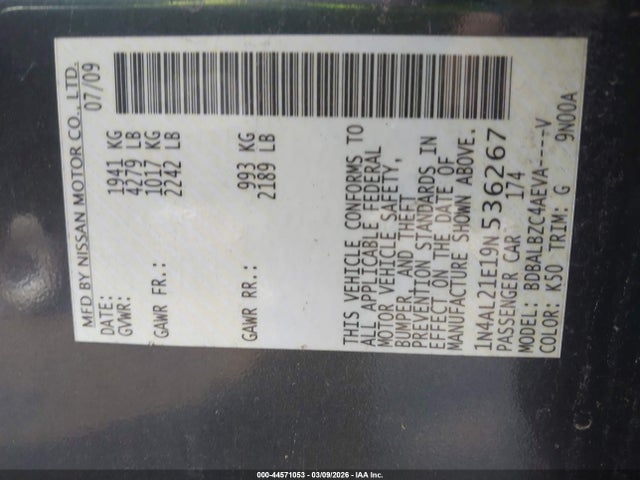 MFD BY NISSAN MOTOR CO., LTD.
DATE: 07/09
GVWR: 1941 KG
4279 LB
GAWR FR.: 1017 KG
2242 LB
GAWR RR.: 993 KG
2189 LB
THIS VEHICLE CONFORMS TO
ALL APPLICABLE FEDERAL
MOTOR VEHICLE SAFETY,
BUMPER, AND THEFT
PREVENTION STANDARDS IN
EFFECT ON THE DATE OF
MANUFACTURE SHOWN ABOVE.
1N4AL21E19N536267
PASSENGER CAR 174
MODEL: BDBALBZC4AEVA----V
COLOR: K50 TRIM: G 9N00A
000-44571053 - 03/09/2026 - IAA Inc.